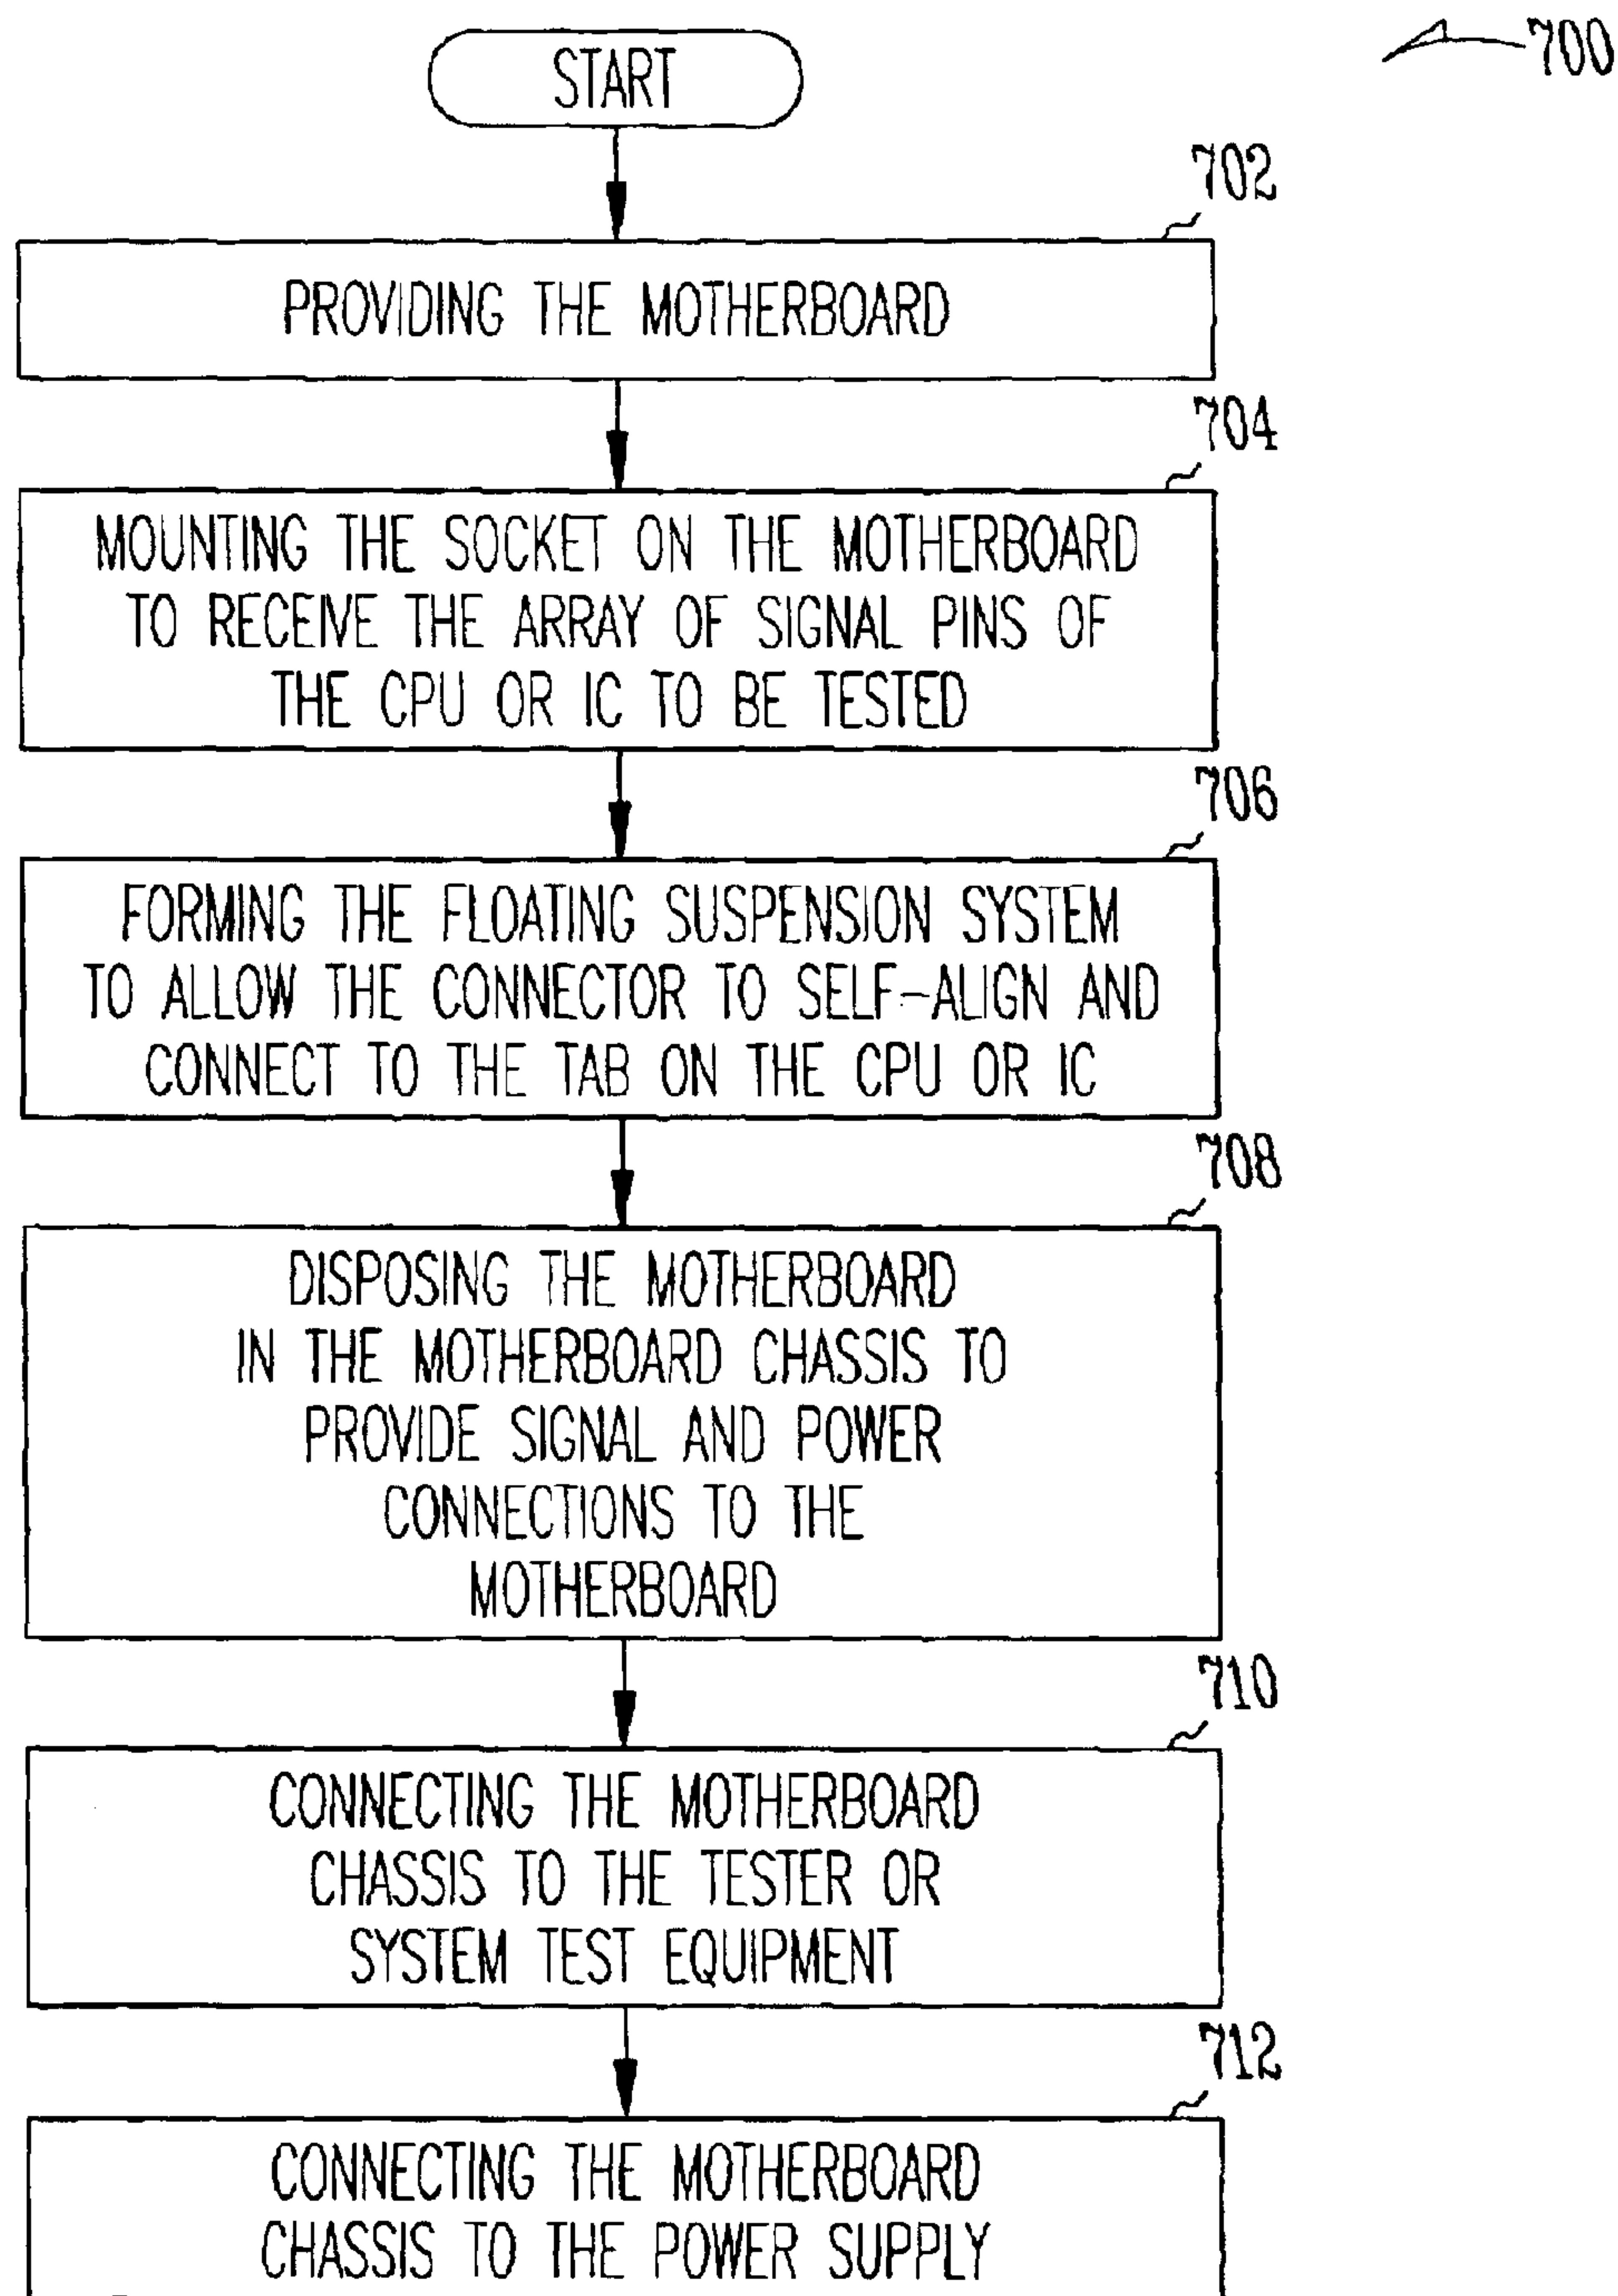 700
START
702
PROVIDING THE MOTHERBOARD
704
MOUNTING THE SOCKET ON THE MOTHERBOARD
TO RECEIVE THE ARRAY OF SIGNAL PINS OF
THE CPU OR IC TO BE TESTED
706
FORMING THE FLOATING SUSPENSION SYSTEM
TO ALLOW THE CONNECTOR TO SELF-ALIGN AND
CONNECT TO THE TAB ON THE CPU OR IC
708
DISPOSING THE MOTHERBOARD
IN THE MOTHERBOARD CHASSIS TO
PROVIDE SIGNAL AND POWER
CONNECTIONS TO THE
MOTHERBOARD
710
CONNECTING THE MOTHERBOARD
CHASSIS TO THE TESTER OR
SYSTEM TEST EQUIPMENT
712
CONNECTING THE MOTHERBOARD
CHASSIS TO THE POWER SUPPLY